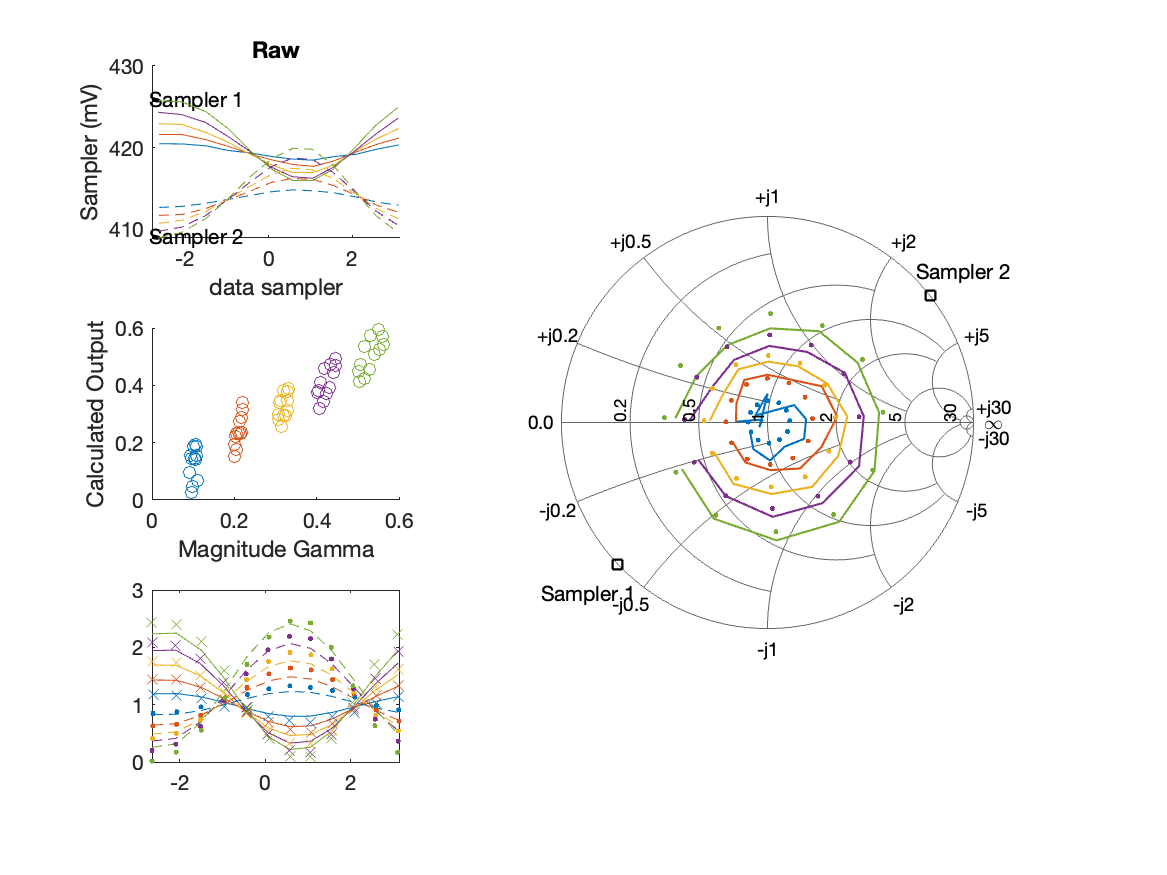 Raw
430
420
410
Sampler (mV)
Sampler 1
Sampler 2
-2 0 2
data sampler
0.6
0.4
0.2
0
Calculated Output
0 0.2 0.4 0.6
Magnitude Gamma
3
2
1
0
-2 0 2
+j1
+j0.5 +j2
Sampler 2
+j0.2 +j5
0.0 0.2 0.5 1 2 5 30 +j30
∞
-j30
-j0.2 -j5
Sampler 1
-j0.5 -j2
-j1